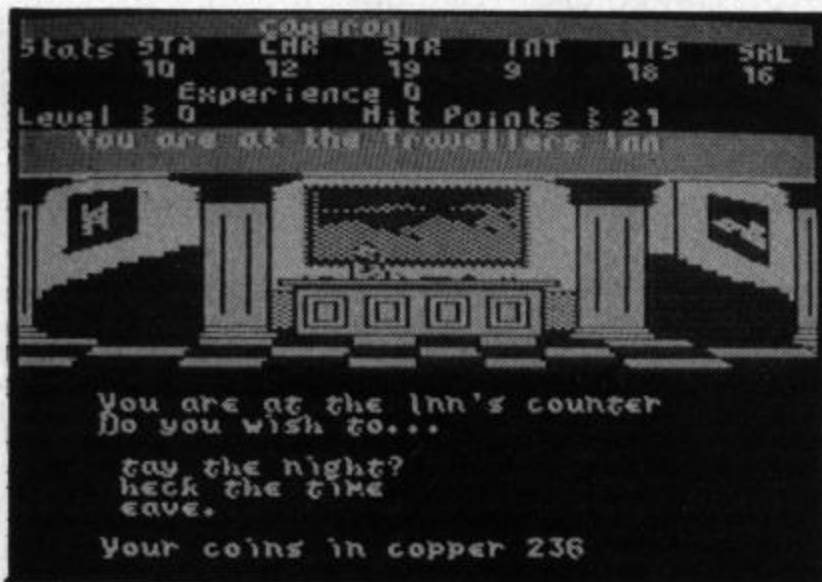 cameron
Stats STA CHR STR INT WIS SKL
10 12 19 9 18 16
Experience 0
Level : 0 Hit Points : 21
You are at the Travellers Inn
You are at the Inn's counter
Do you wish to...
tay the night?
heck the time
eave.
Your coins in copper 236